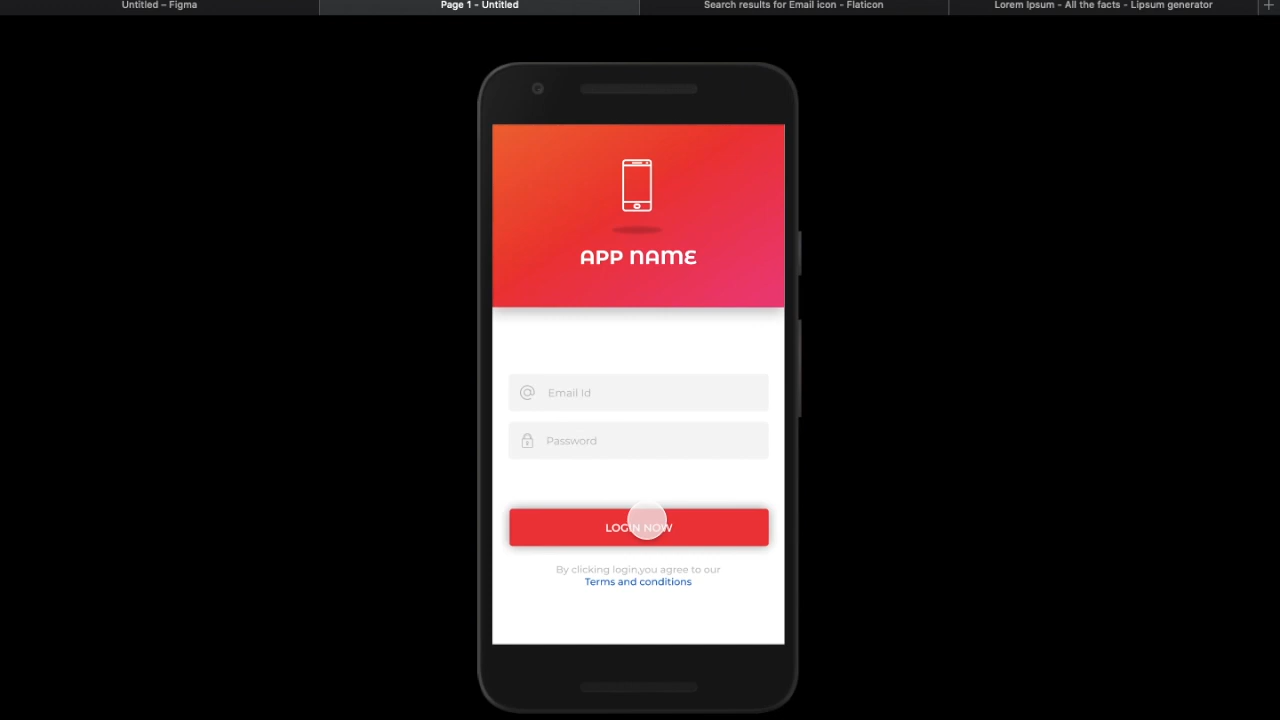 Untitled – Figma
Page 1 - Untitled
Search results for Email icon - Flaticon
Lorem Ipsum - All the facts - Lipsum generator
APP NAME
Email Id
Password
LOGIN NOW
By clicking login,you agree to our
Terms and conditions